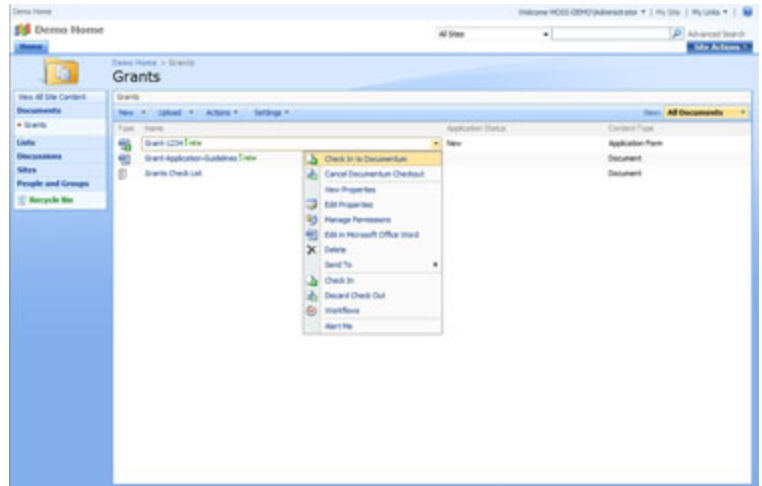 Demo Home
Welcome MOSS-DEMO\Administrator | My Site | My Links
Demo Home
All Sites
Advanced Search
Home
Site Actions
Demo Home > Grants
Grants
View All Site Content
Documents
Grants
Lists
Discussions
Sites
People and Groups
Recycle Bin
Grants
New Upload Actions Settings View: All Documents
Type Name Application Status Content Type
Grant-1234 ! new New Application Form
Grant-Application-Guidelines ! new Document
Grants Check List Document
Check In to Documentum
Cancel Documentum Checkout
View Properties
Edit Properties
Manage Permissions
Edit in Microsoft Office Word
Delete
Send To
Check In
Discard Check Out
Workflows
Alert Me